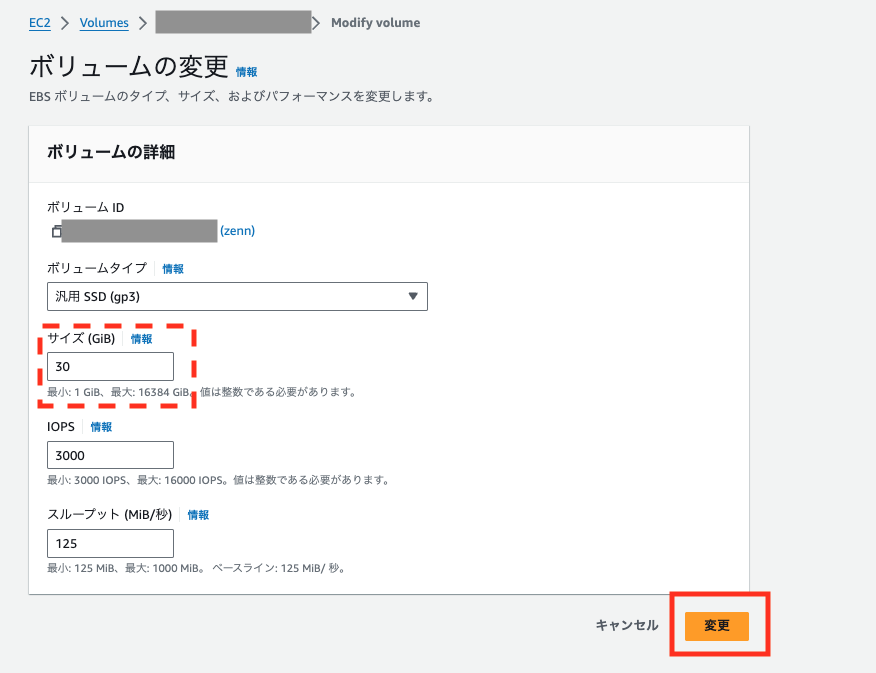 EC2 > Volumes > > Modify volume
ボリュームの変更 情報
EBS ボリュームのタイプ、サイズ、およびパフォーマンスを変更します。
ボリュームの詳細
ボリューム ID
(zenn)
ボリュームタイプ 情報
汎用 SSD (gp3)
サイズ (GiB) 情報
30
最小: 1 GiB、最大: 16384 GiB。値は整数である必要があります。
IOPS 情報
3000
最小: 3000 IOPS、最大: 16000 IOPS。値は整数である必要があります。
スループット (MiB/秒) 情報
125
最小: 125 MiB、最大: 1000 MiB。 ベースライン: 125 MiB/ 秒。
キャンセル 変更